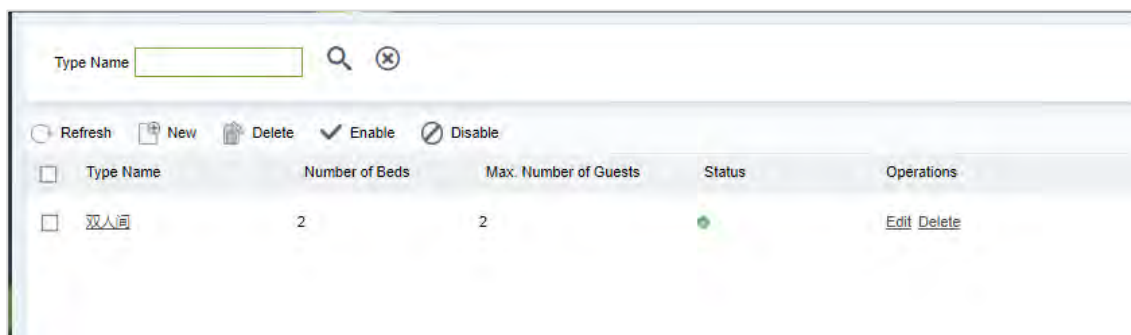 Type Name
Refresh New Delete Enable Disable
Type Name Number of Beds Max. Number of Guests Status Operations
双人间 2 2 Edit Delete